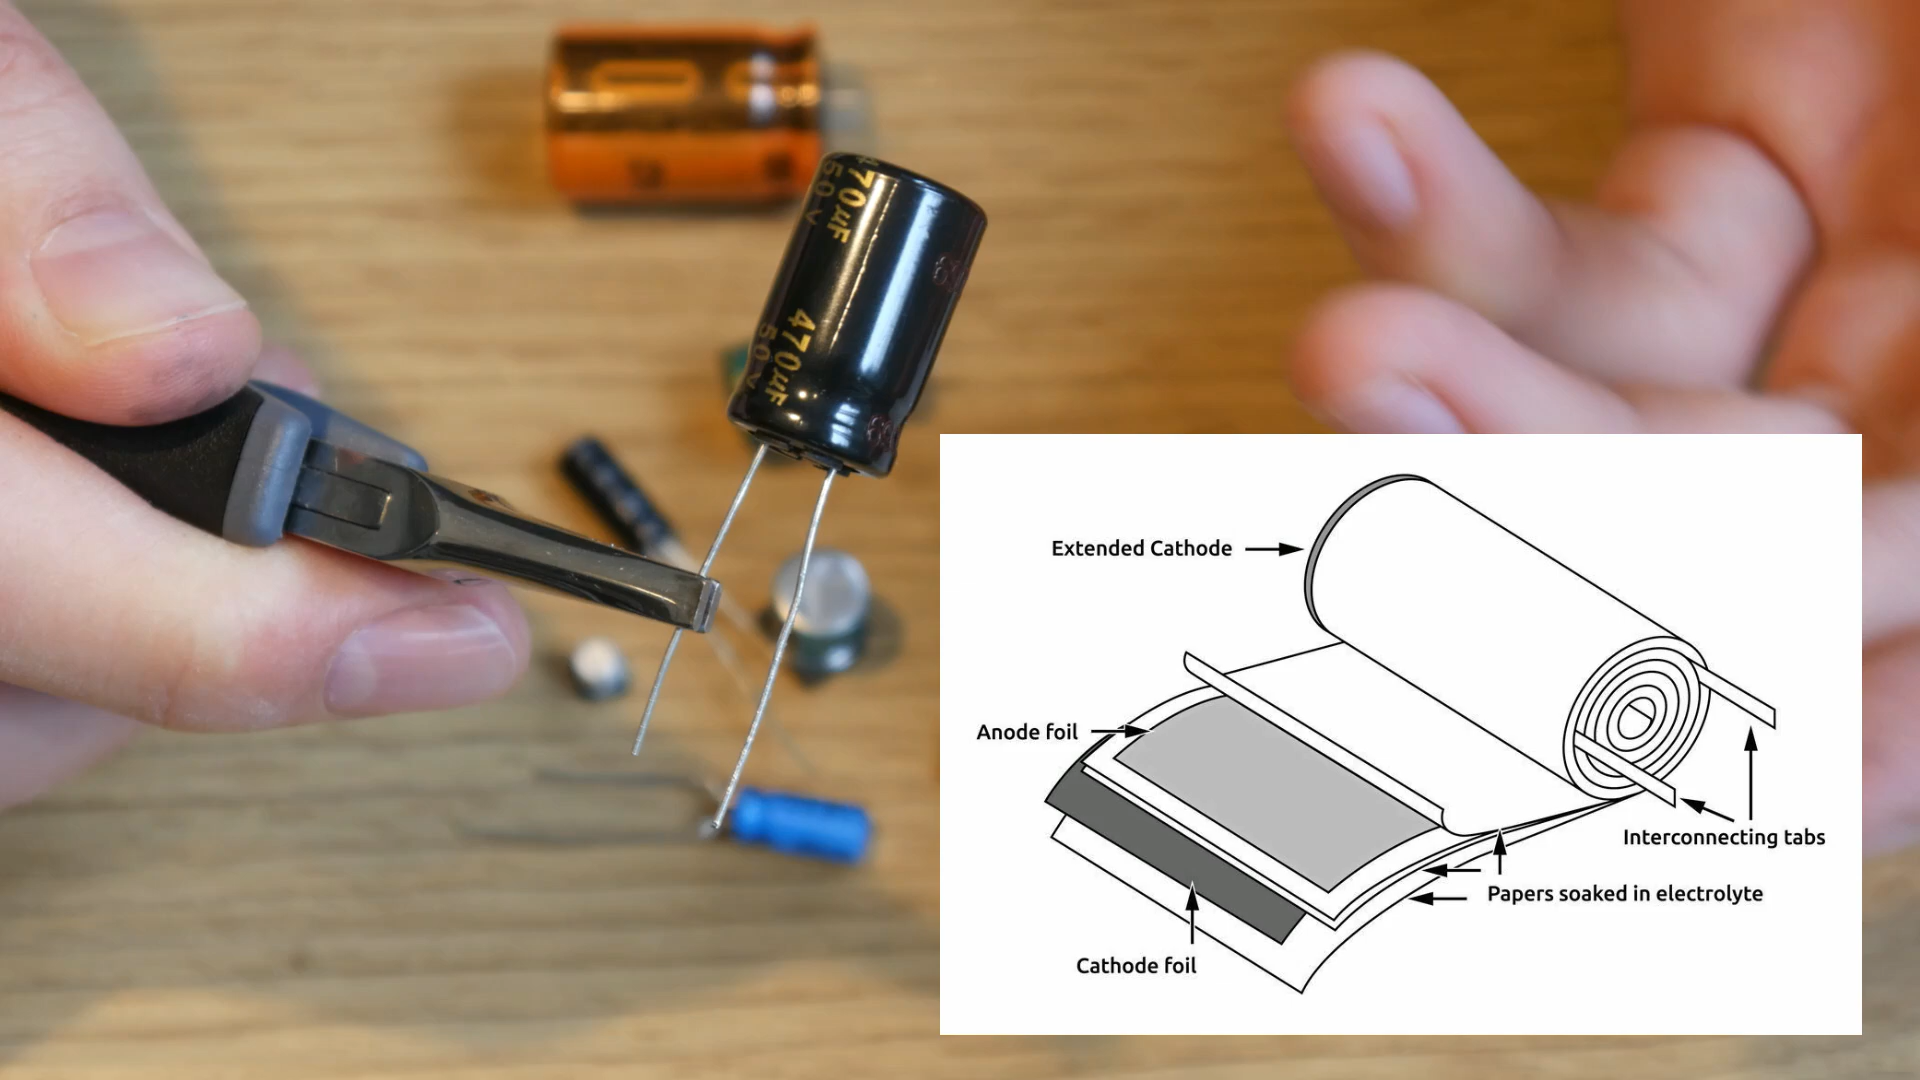 470µF
50v
470µF
50v
Extended Cathode
Anode foil
Interconnecting tabs
Papers soaked in electrolyte
Cathode foil